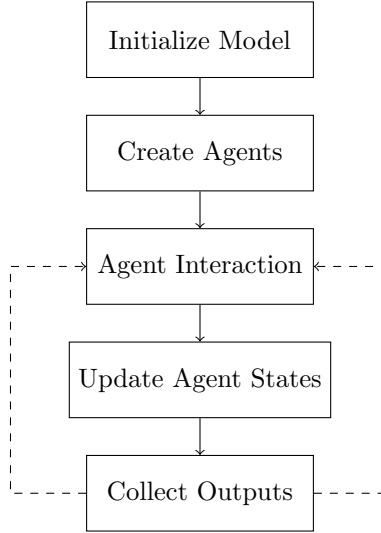 Initialize Model
Create Agents
Agent Interaction
Update Agent States
Collect Outputs